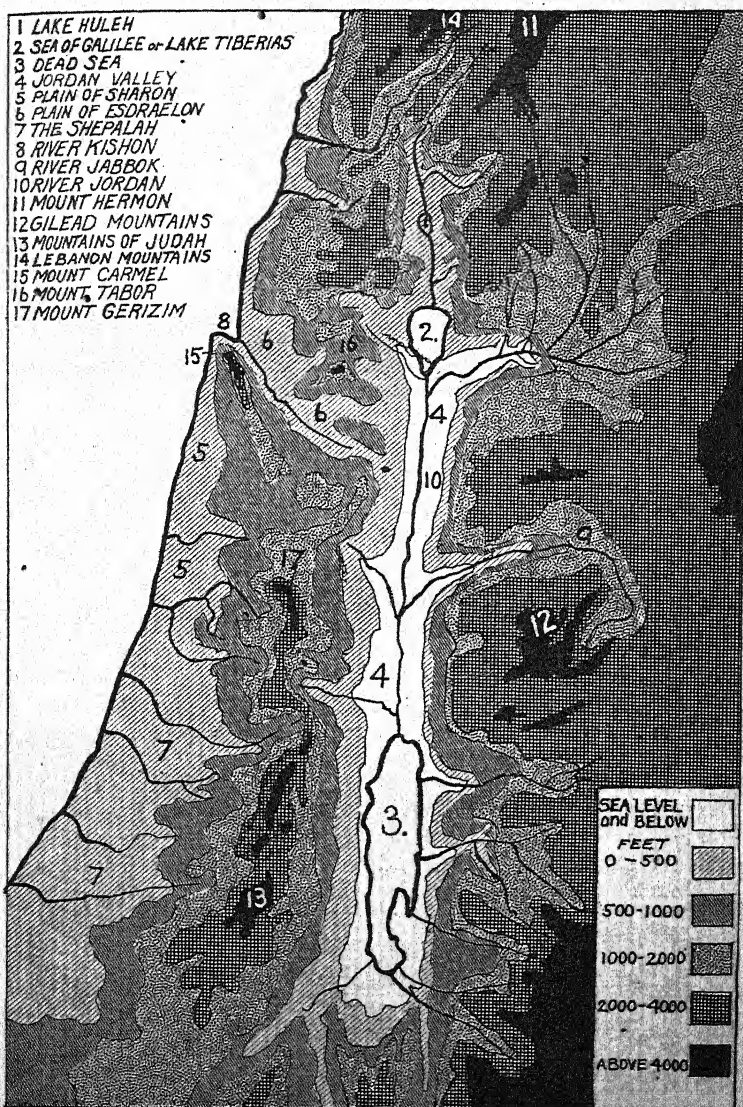 1 LAKE HULEH
2 SEA OF GALILEE or LAKE TIBERIAS
3 DEAD SEA
4 JORDAN VALLEY
5 PLAIN OF SHARON
6 PLAIN OF ESDRAELON
7 THE SHEPALAH
8 RIVER KISHON
9 RIVER JABBOK
10 RIVER JORDAN
11 MOUNT HERMON
12 GILEAD MOUNTAINS
13 MOUNTAINS OF JUDAH
14 LEBANON MOUNTAINS
15 MOUNT CARMEL
16 MOUNT TABOR
17 MOUNT GERIZIM
14
11
2.
8
15
6
16
6
4
5
10
17
9
5
12
4
7
3.
7
13
SEA LEVEL
and BELOW
FEET
0-500
500-1000
1000-2000
2000-4000
ABOVE 4000